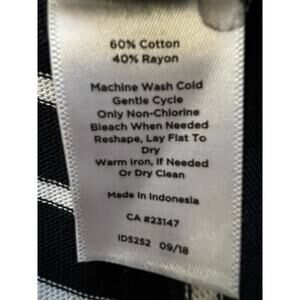 60% Cotton
40% Rayon
Machine Wash Cold
Gentle Cycle
Only Non-Chlorine
Bleach When Needed
Reshape, Lay Flat To
Dry
Warm Iron, if Needed
Or Dry Clean
Made in Indonesia
CA #23147
ID5252 09/18